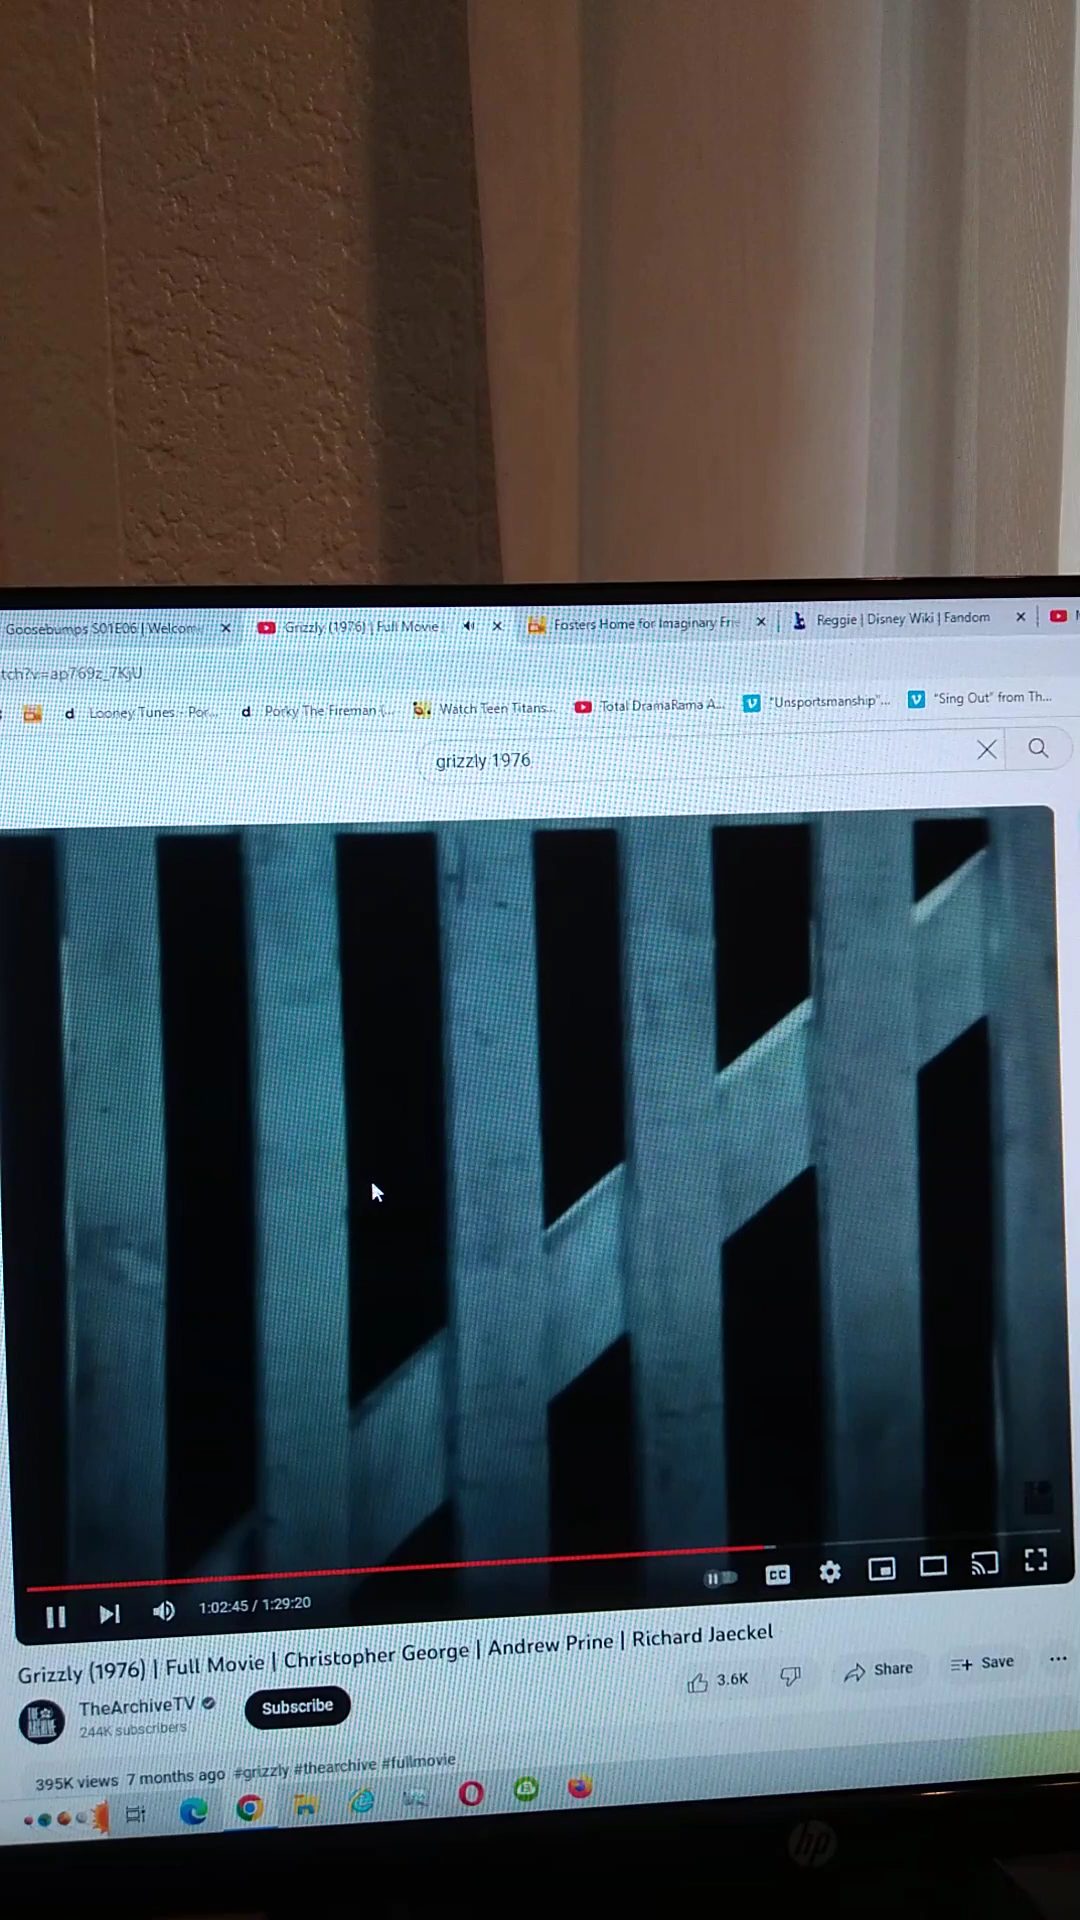 Goosebumps S01E06 | Welcom
Grizzly (1976) | Full Movie
Fosters Home for Imaginary Frie
Reggie | Disney Wiki | Fandom
tch?v=ap769z_7KjU
Looney Tunes - Por...
Porky The Fireman (...
Watch Teen Titans...
Total DramaRama A...
"Unsportsmanship"...
"Sing Out" from Th...
grizzly 1976
CC
1:02:45 / 1:29:20
Grizzly (1976) | Full Movie | Christopher George | Andrew Prine | Richard Jaeckel
TheArchiveTV
244K subscribers
Subscribe
3.6K
Share
Save
395K views 7 months ago #grizzly #thearchive #fullmovie
hp